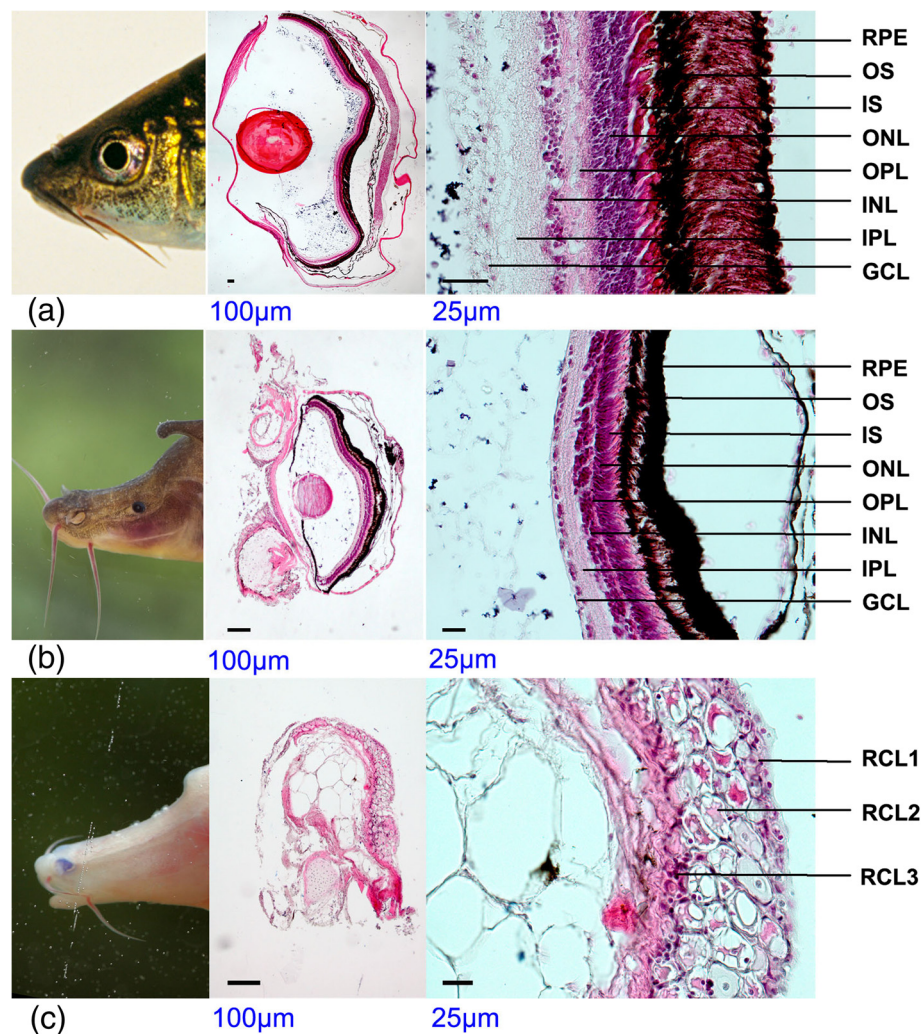 RPE
OS
IS
ONL
OPL
INL
IPL
GCL
(a)
100μm
25μm
RPE
OS
IS
ONL
OPL
INL
IPL
GCL
(b)
100μm
25μm
RCL1
RCL2
RCL3
(c)
100μm
25μm